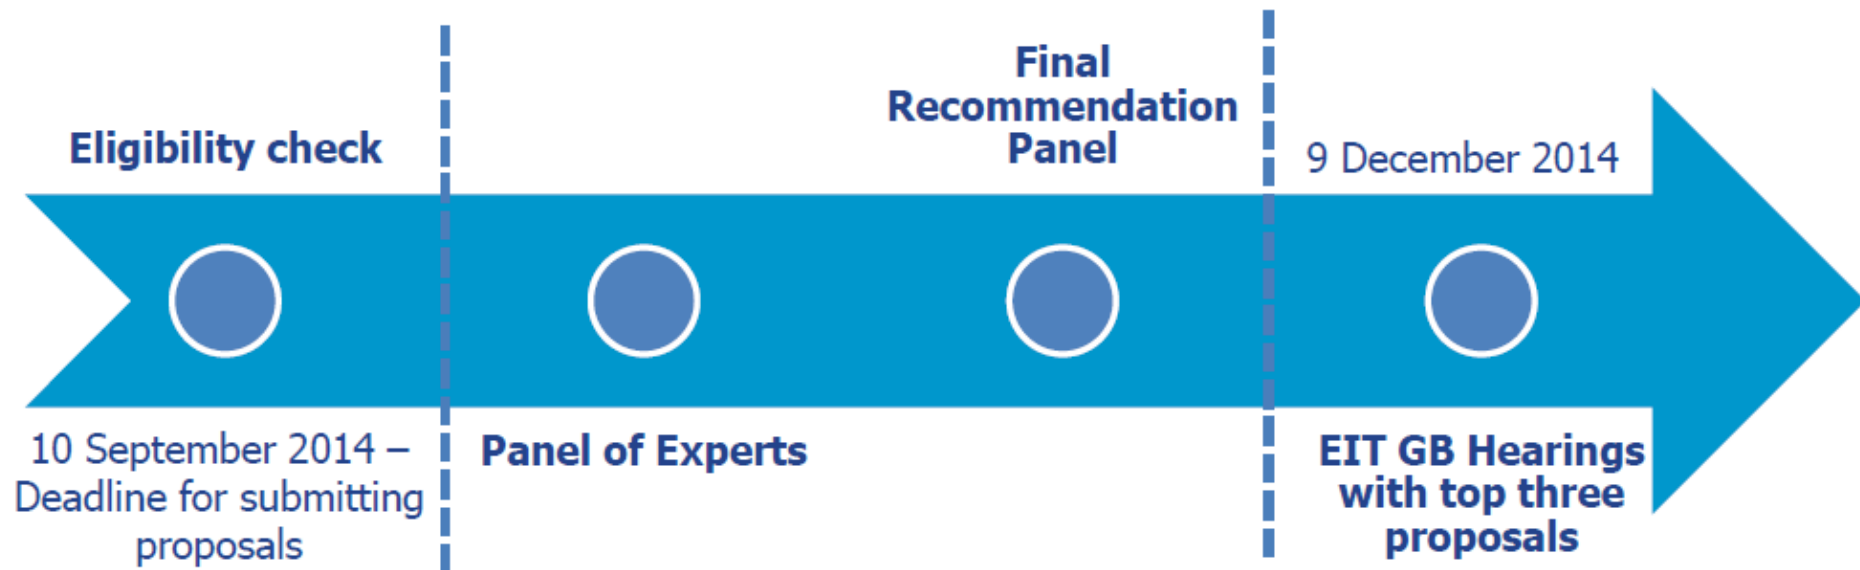 Eligibility check
10 September 2014 –
Deadline for submitting
proposals
Panel of Experts
Final
Recommendation
Panel
9 December 2014
EIT GB Hearings
with top three
proposals